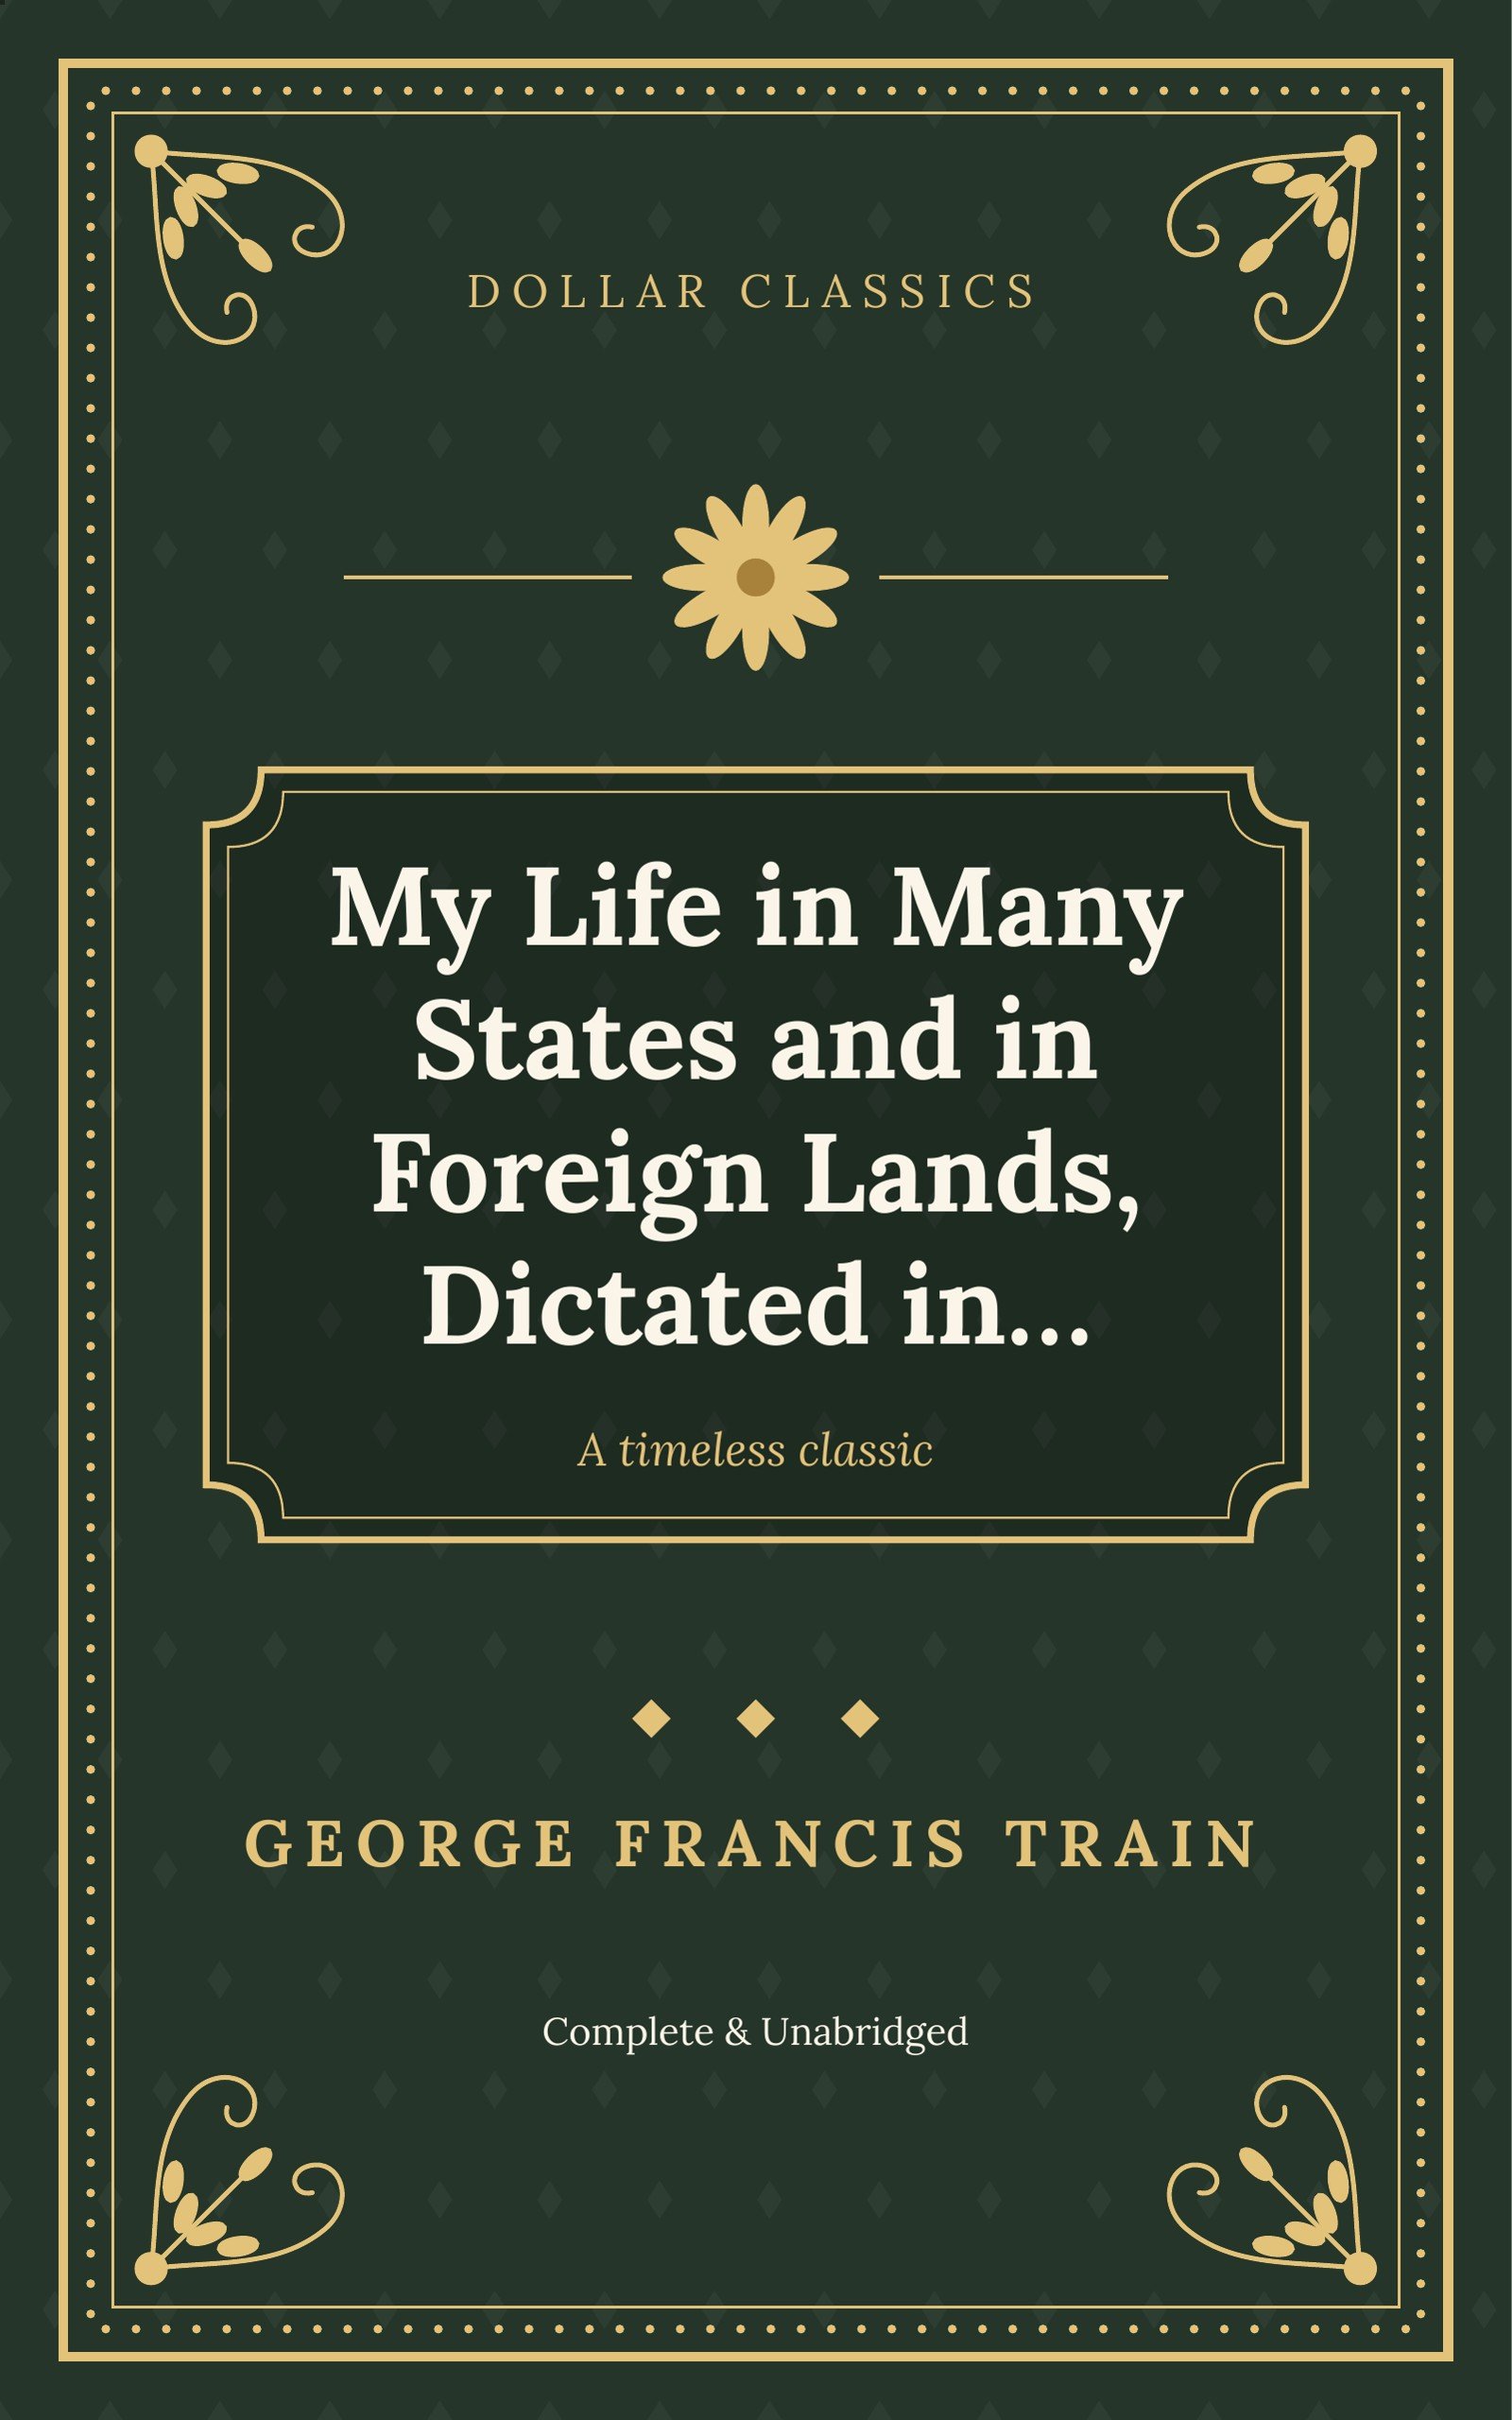 DOLLAR CLASSICS
My Life in Many
States and in
Foreign Lands,
Dictated in...
A timeless classic
GEORGE FRANCIS TRAIN
Complete & Unabridged